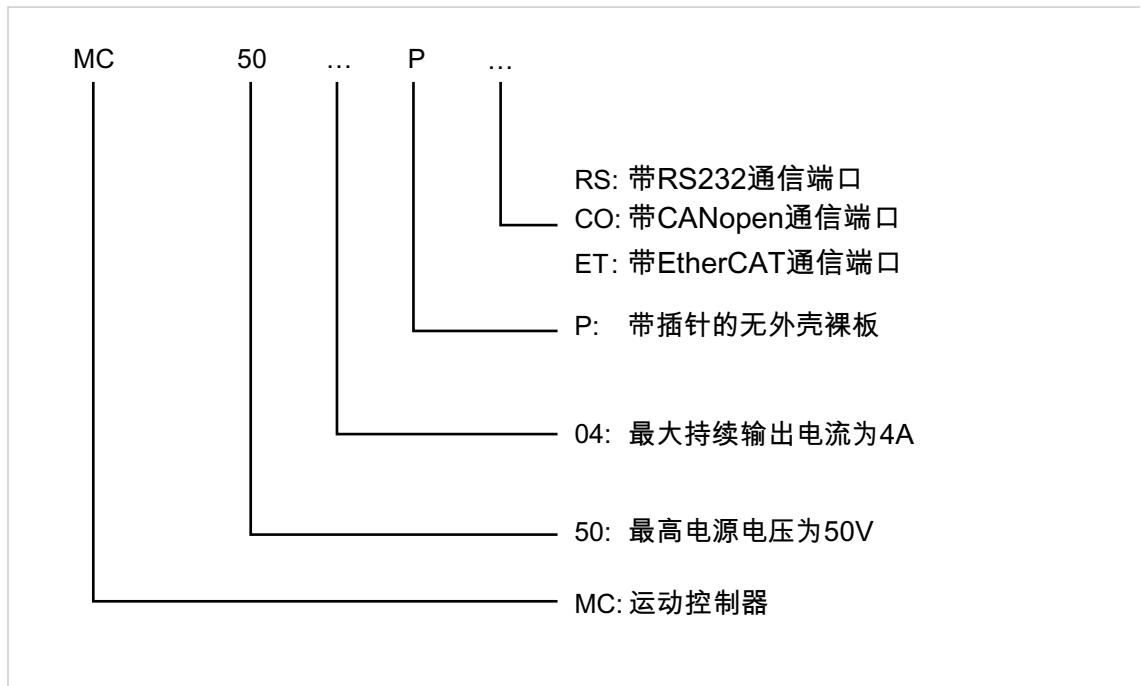 MC 50 … P …
RS: 带RS232通信端口
CO: 带CANopen通信端口
ET: 带EtherCAT通信端口
P: 带插针的无外壳裸板
04: 最大持续输出电流为4A
50: 最高电源电压为50V
MC: 运动控制器